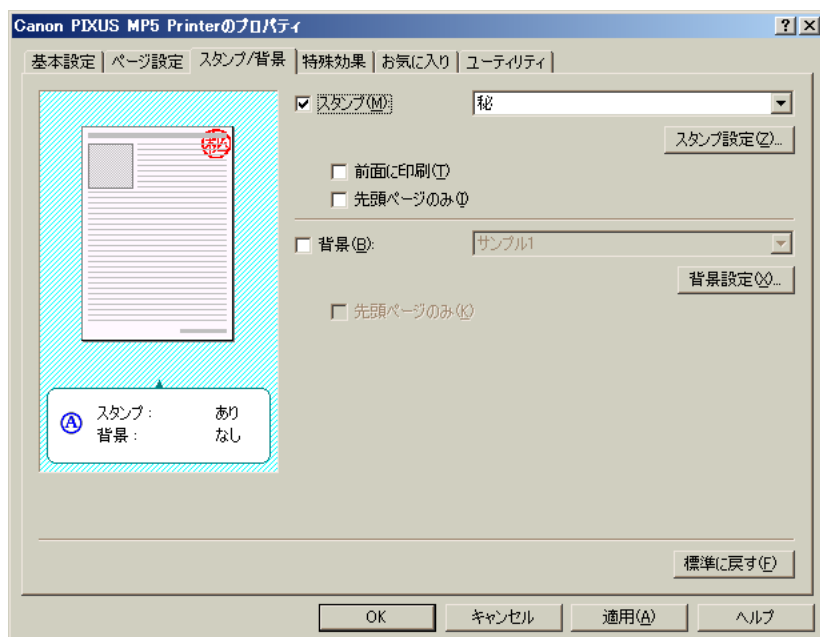 Canon PIXUS MP5 Printerのプロパティ
基本設定 ページ設定 スタンプ/背景 特殊効果 お気に入り ユーティリティ
スタンプ(M): 秘
スタンプ設定(Z)...
前面に印刷(T)
先頭ページのみ(I)
背景(B): サンプル1
背景設定(X)...
先頭ページのみ(K)
秘
A スタンプ: あり
背景: なし
標準に戻す(F)
OK キャンセル 適用(A) ヘルプ